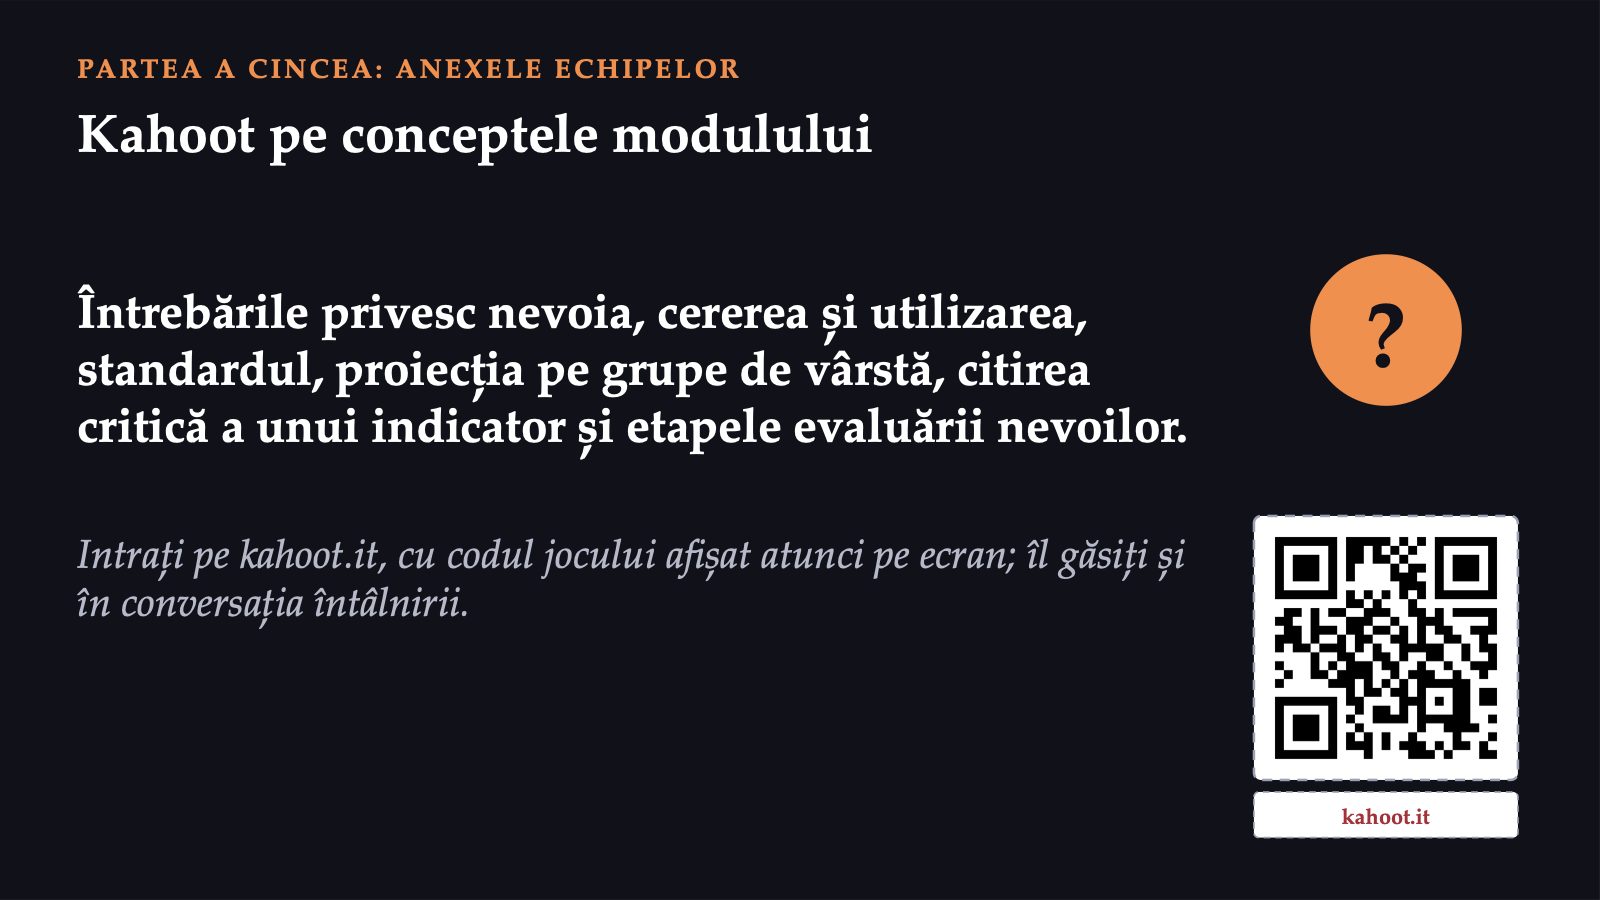 PARTEA A CINCEA: ANEXELE ECHIPELOR
Kahoot pe conceptele modulului
Întrebările privesc nevoia, cererea și utilizarea,
standardul, proiecția pe grupe de vârstă, citirea
critică a unui indicator și etapele evaluării nevoilor.
?
Intrați pe kahoot.it, cu codul jocului afișat atunci pe ecran; îl găsiți și
în conversația întâlnirii.
kahoot.it